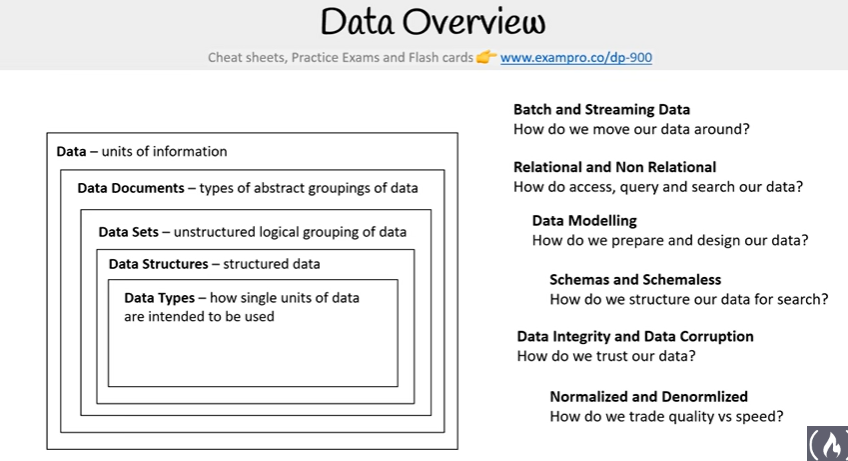 Data Overview
Cheat sheets, Practice Exams and Flash cards 👉 www.exampro.co/dp-900
Data – units of information
Data Documents – types of abstract groupings of data
Data Sets – unstructured logical grouping of data
Data Structures – structured data
Data Types – how single units of data
are intended to be used
Batch and Streaming Data
How do we move our data around?
Relational and Non Relational
How do access, query and search our data?
Data Modelling
How do we prepare and design our data?
Schemas and Schemaless
How do we structure our data for search?
Data Integrity and Data Corruption
How do we trust our data?
Normalized and Denormlized
How do we trade quality vs speed?